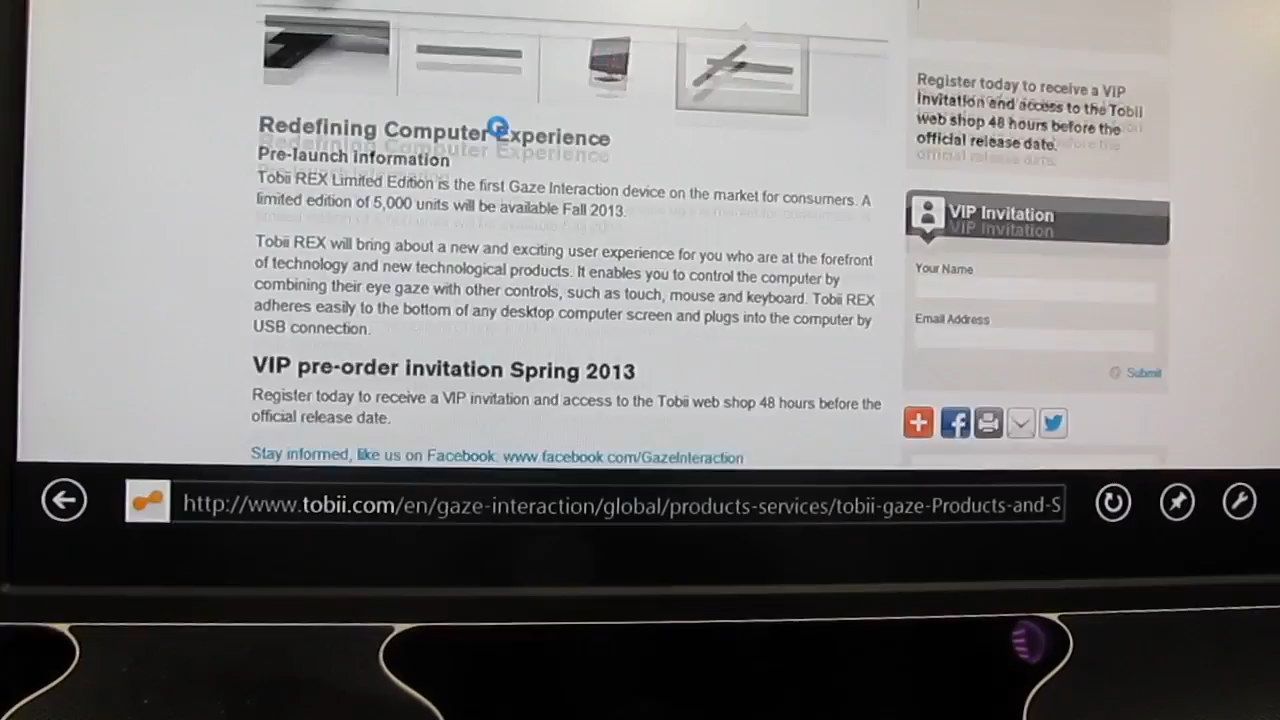 Redefining Computer Experience
Pre-launch information
Tobii REX Limited Edition is the first Gaze Interaction device on the market for consumers. A
limited edition of 5,000 units will be available Fall 2013.
Tobii REX will bring about a new and exciting user experience for you who are at the forefront
of technology and new technological products. It enables you to control the computer by
combining their eye gaze with other controls, such as touch, mouse and keyboard. Tobii REX
adheres easily to the bottom of any desktop computer screen and plugs into the computer by
USB connection.
VIP pre-order invitation Spring 2013
Register today to receive a VIP invitation and access to the Tobii web shop 48 hours before the
official release date.
Stay informed, like us on Facebook: www.facebook.com/GazeInteraction
Register today to receive a VIP
Invitation and access to the Tobii
web shop 48 hours before the
official release date.
VIP Invitation
Your Name
Email Address
Submit
http://www.tobii.com/en/gaze-interaction/global/products-services/tobii-gaze-Products-and-S